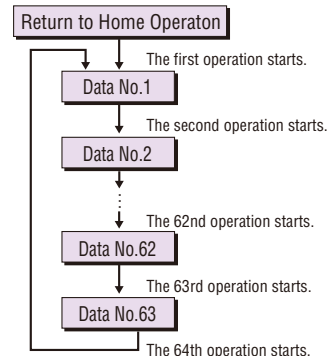 Return to Home Operaton
The first operation starts.
Data No.1
The second operation starts.
Data No.2
The 62nd operation starts.
Data No.62
The 63rd operation starts.
Data No.63
The 64th operation starts.